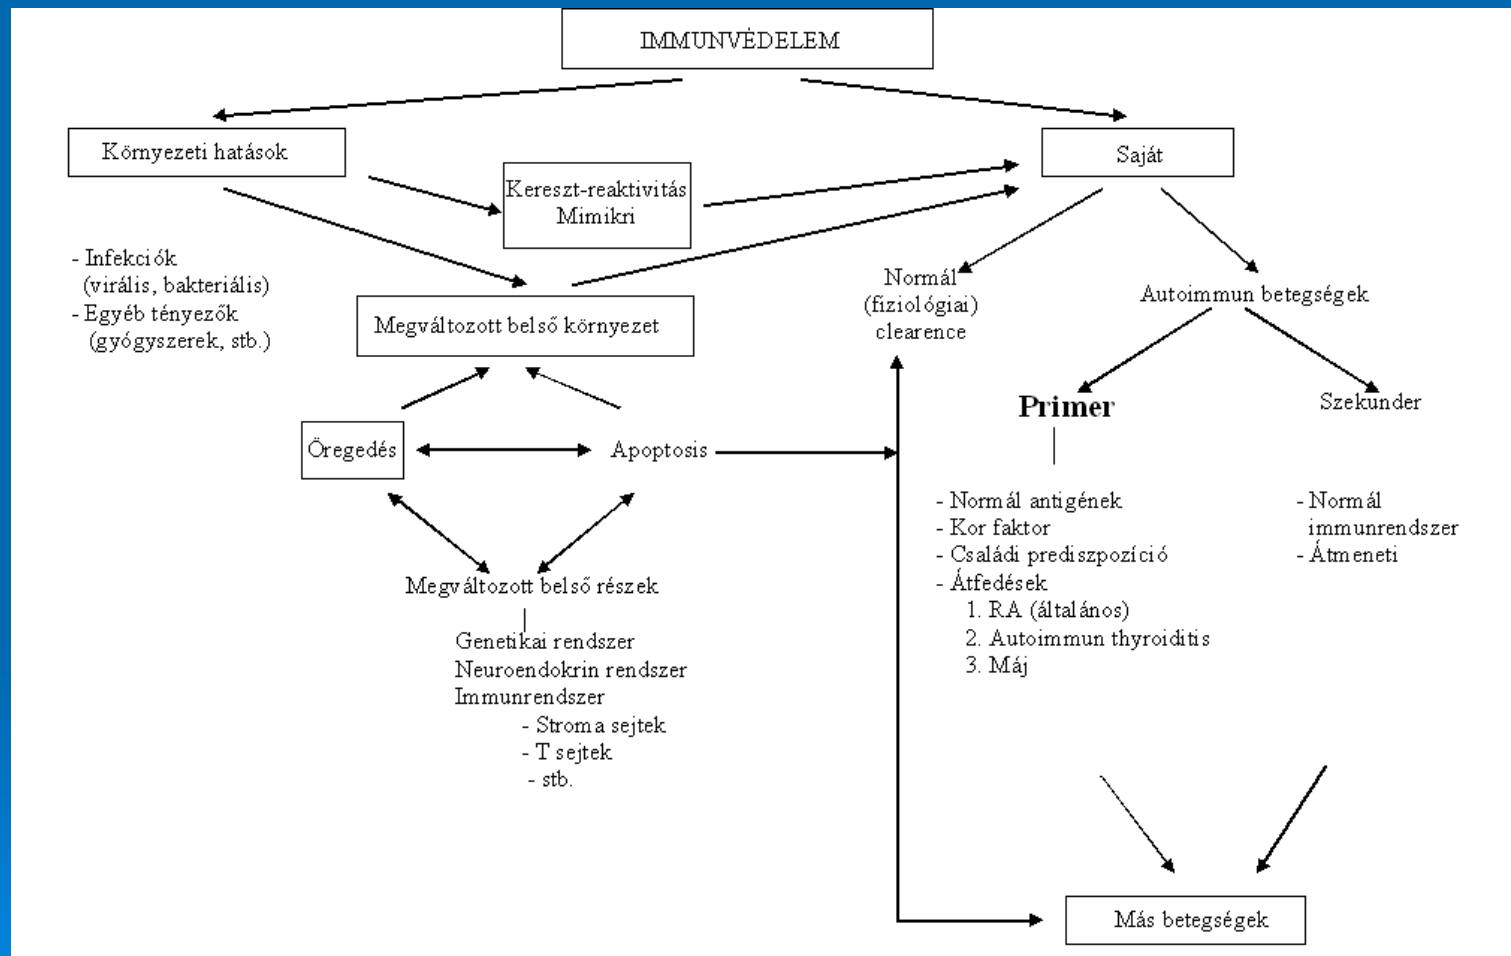 IMMUNVÉDELEM
Környezeti hatások
Saját
Kereszt-reaktivitás
Mimikri
- Infekciók
(virális, bakteriális)
- Egyéb tényezők
(gyógyszerek, stb.)
Megváltozott belső környezet
Normál
(fiziológiai)
clearence
Autoimmun betegségek
Primer
Szekunder
Öregedés
Apoptosis
- Normál antigének
- Kor faktor
- Családi prediszpozíció
- Átfedések
1. RA (általános)
2. Autoimmun thyroiditis
3. Máj
- Normál
immunrendszer
- Átmeneti
Megváltozott belső részek
Genetikai rendszer
Neuroendokrin rendszer
Immunrendszer
- Stroma sejtek
- T sejtek
- stb.
Más betegségek